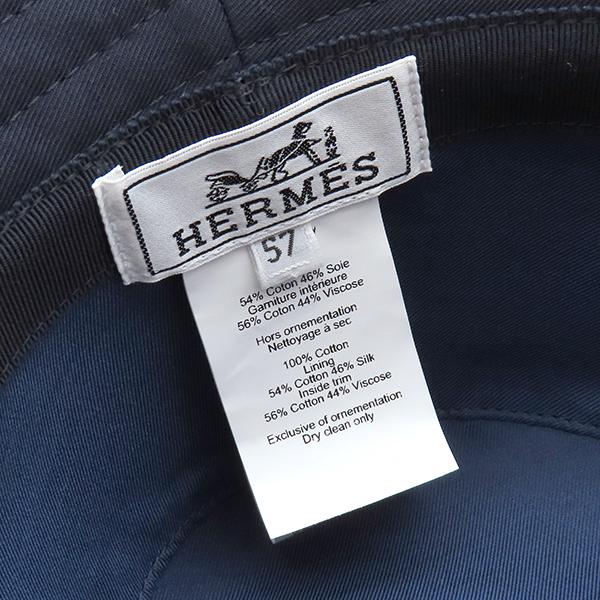 HERMES
57
54% Coton 46% Soie
Garniture intérieure
56% Coton 44% Viscose
Hors ornementation
Nettoyage à sec
100% Cotton
Lining
54% Cotton 46% Silk
Inside trim
56% Cotton 44% Viscose
Exclusive of ornementation
Dry clean only